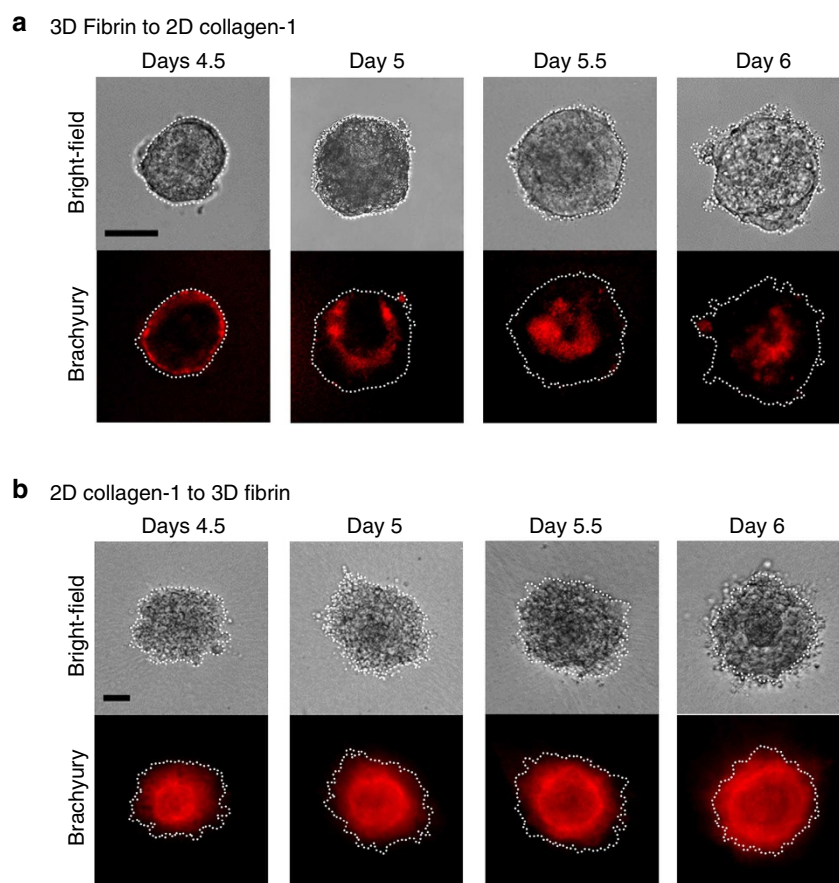 a 3D Fibrin to 2D collagen-1
Days 4.5 Day 5 Day 5.5 Day 6
Bright-field
Brachyury
b 2D collagen-1 to 3D fibrin
Days 4.5 Day 5 Day 5.5 Day 6
Bright-field
Brachyury